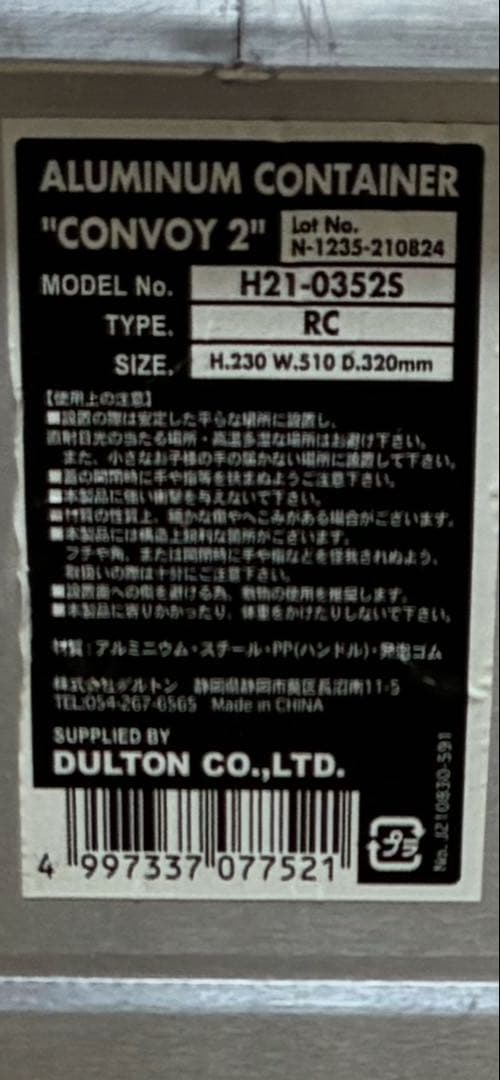 ALUMINUM CONTAINER
"CONVOY 2"
Lot No.
N-1235-210824
MODEL No. H21-0352S
TYPE. RC
SIZE. H.230 W.510 D.320mm
【使用上の注意】
■設置の際は安定した平らな場所に設置し、
直射日光の当たる場所・高温多湿な場所はお避け下さい。
また、小さなお子様の手の届かない場所に設置して下さい。
■蓋の開閉時に手や指等を挟まぬようご注意下さい。
■本製品に強い衝撃を与えないで下さい。
■材質の性質上、細かな傷やへこみがある場合がございます。
■本製品には構造上鋭利な箇所がございます。
フチや角、または開閉時に手や指などを怪我されぬよう、
取扱いの際は十分にご注意下さい。
■設置面への傷を避ける為、敷物の使用を推奨します。
■本製品に寄りかかったり、体重をかけたりしないで下さい。
材質:アルミニウム・スチール・PP(ハンドル)・発泡ゴム
株式会社ダルトン 静岡県静岡市葵区長沼南11-5
TEL:054-267-6565 Made in CHINA
SUPPLIED BY
DULTON CO.,LTD.
4 997337 077521
プラ
No. J210830-591